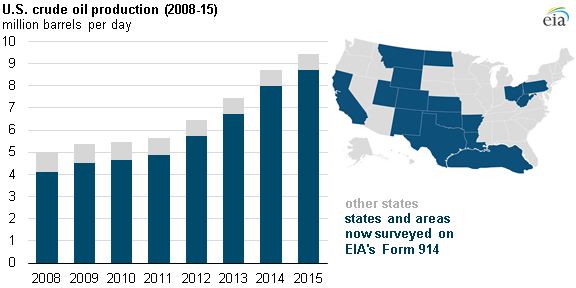 U.S. crude oil production (2008-15)
million barrels per day
eia
10
9
8
7
6
5
4
3
2
1
0
2008 2009 2010 2011 2012 2013 2014 2015
other states
states and areas
now surveyed on
EIA's Form 914